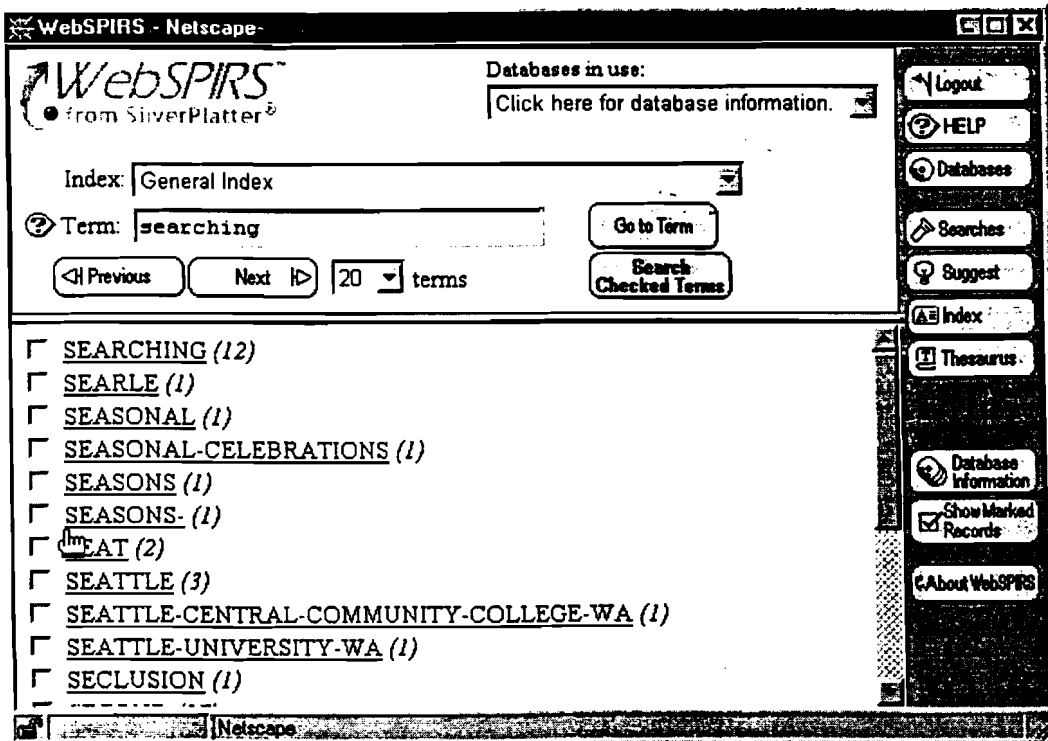 WebSPIRS - Netscape-
WebSPIRS™
from SilverPlatter®
Databases in use:
Click here for database information.
Index: General Index
Term: searching
Go to Term
Previous
Next
20
terms
Search
Checked Terms
SEARCHING (12)
SEARLE (1)
SEASONAL (1)
SEASONAL-CELEBRATIONS (1)
SEASONS (1)
SEASONS- (1)
EAT (2)
SEATTLE (3)
SEATTLE-CENTRAL-COMMUNITY-COLLEGE-WA (1)
SEATTLE-UNIVERSITY-WA (1)
SECLUSION (1)
Logout
HELP
Databases
Searches
Suggest
Index
Thesaurus
Database
Information
Show Marked
Records
About WebSPIRS
Netscape